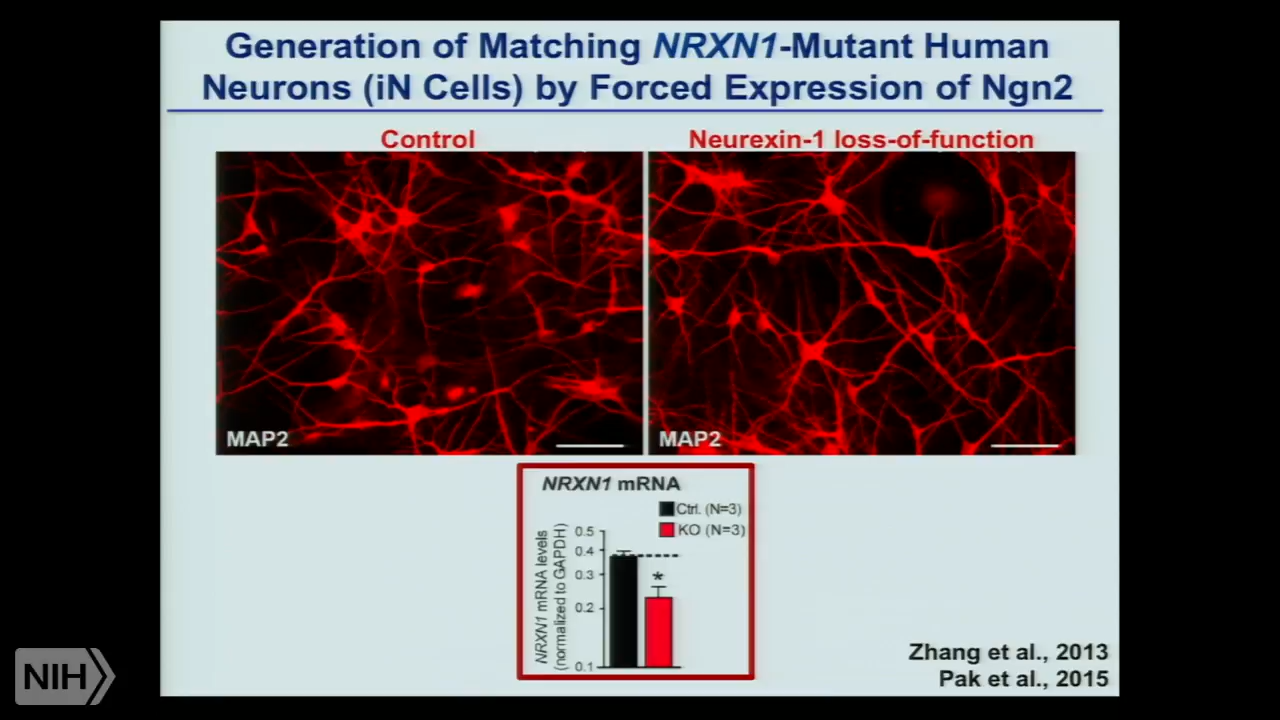 Generation of Matching NRXN1-Mutant Human
Neurons (iN Cells) by Forced Expression of Ngn2
Control
Neurexin-1 loss-of-function
MAP2
MAP2
NRXN1 mRNA
Ctrl. (N=3)
KO (N=3)
NRXN1 mRNA levels
(normalized to GAPDH)
0.5
0.4
0.3
0.2
0.1
*
Zhang et al., 2013
Pak et al., 2015
NIH